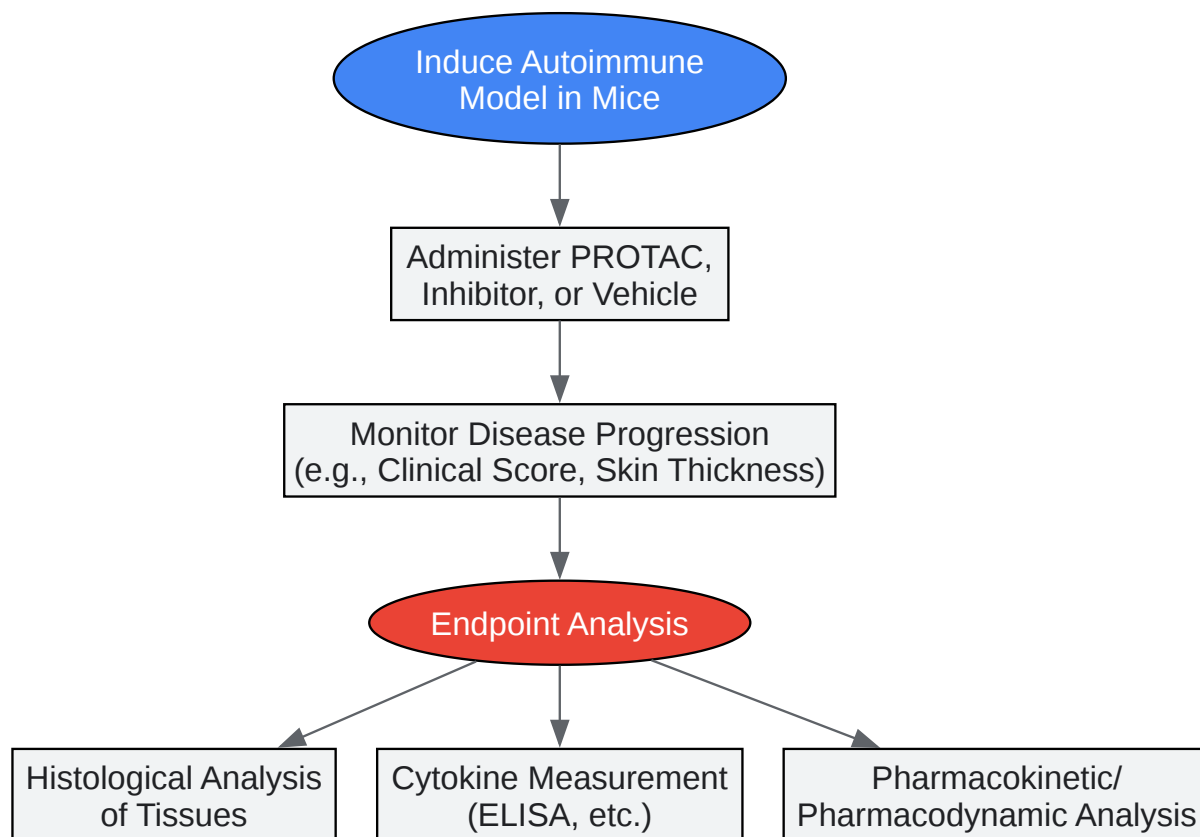 Induce Autoimmune
Model in Mice
Administer PROTAC,
Inhibitor, or Vehicle
Monitor Disease Progression
(e.g., Clinical Score, Skin Thickness)
Endpoint Analysis
Histological Analysis
of Tissues
Cytokine Measurement
(ELISA, etc.)
Pharmacokinetic/
Pharmacodynamic Analysis